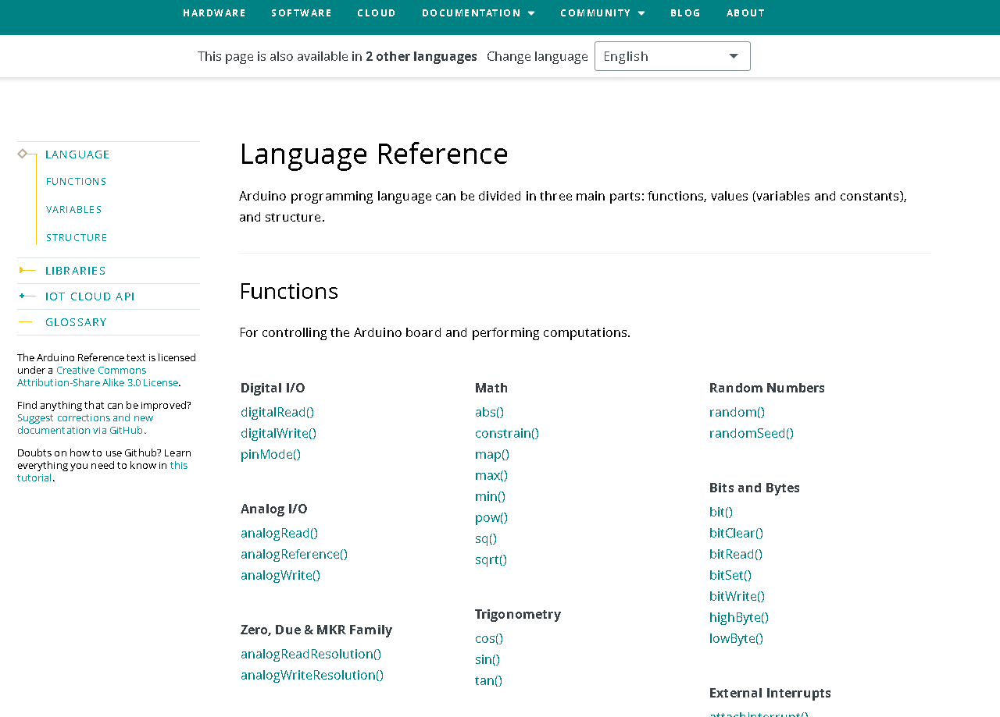 HARDWARE SOFTWARE CLOUD DOCUMENTATION COMMUNITY BLOG ABOUT
This page is also available in 2 other languages Change language English
LANGUAGE
FUNCTIONS
VARIABLES
STRUCTURE
LIBRARIES
IOT CLOUD API
GLOSSARY
The Arduino Reference text is licensed
under a Creative Commons
Attribution-Share Alike 3.0 License.
Find anything that can be improved?
Suggest corrections and new
documentation via GitHub.
Doubts on how to use Github? Learn
everything you need to know in this
tutorial.
Language Reference
Arduino programming language can be divided in three main parts: functions, values (variables and constants),
and structure.
Functions
For controlling the Arduino board and performing computations.
Digital I/O
digitalRead()
digitalWrite()
pinMode()
Analog I/O
analogRead()
analogReference()
analogWrite()
Zero, Due & MKR Family
analogReadResolution()
analogWriteResolution()
Math
abs()
constrain()
map()
max()
min()
pow()
sq()
sqrt()
Trigonometry
cos()
sin()
tan()
Random Numbers
random()
randomSeed()
Bits and Bytes
bit()
bitClear()
bitRead()
bitSet()
bitWrite()
highByte()
lowByte()
External Interrupts
attachInterrupt()